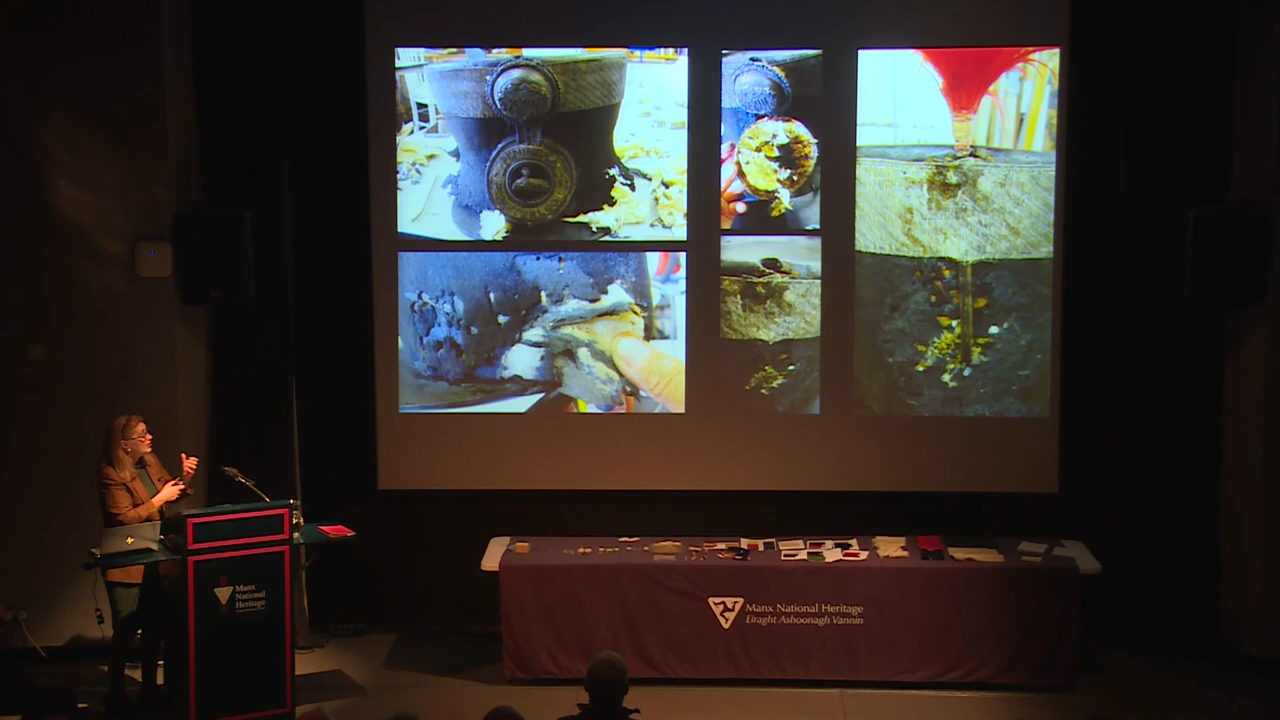 Manx
National
Heritage
Manx National Heritage
Eiraght Ashoonagh Vannin